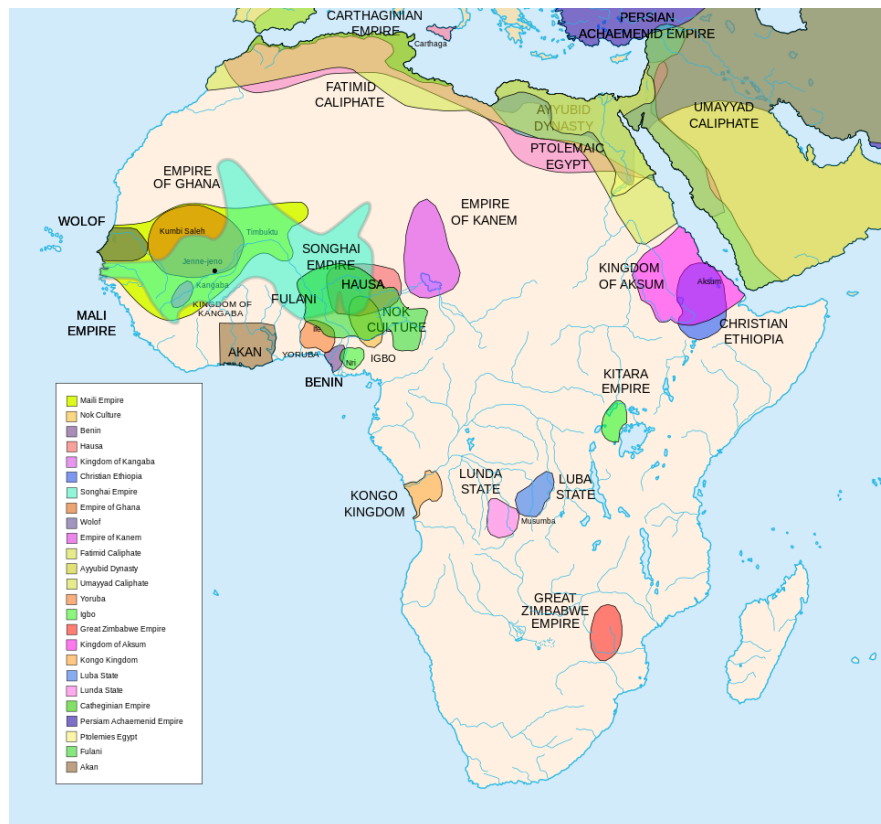 CARTHAGINIAN
EMPIRE
Carthaga
PERSIAN
ACHAEMENID EMPIRE
FATIMID
CALIPHATE
AYYUBID
DYNASTY
UMAYYAD
CALIPHATE
PTOLEMAIC
EGYPT
EMPIRE
OF GHANA
WOLOF
Kumbi Saleh
Timbuktu
EMPIRE
OF KANEM
Jenne-jeno
SONGHAI
EMPIRE
KINGDOM
OF AKSUM
Aksum
Kangaba
HAUSA
FULANI
KINGDOM OF
KANGABA
NOK
CULTURE
MALI
EMPIRE
CHRISTIAN
ETHIOPIA
AKAN
YORUBA
IGBO
Nri
BENIN
KITARA
EMPIRE
LUNDA
STATE
LUBA
STATE
KONGO
KINGDOM
Musumba
GREAT
ZIMBABWE
EMPIRE
Maili Empire
Nok Culture
Benin
Hausa
Kingdom of Kangaba
Christian Ethiopia
Songhai Empire
Empire of Ghana
Wolof
Empire of Kanem
Fatimid Caliphate
Ayyubid Dynasty
Umayyad Caliphate
Yoruba
Igbo
Great Zimbabwe Empire
Kingdom of Aksum
Kongo Kingdom
Luba State
Lunda State
Catheginian Empire
Persiam Achaemenid Empire
Ptolemies Egypt
Fulani
Akan